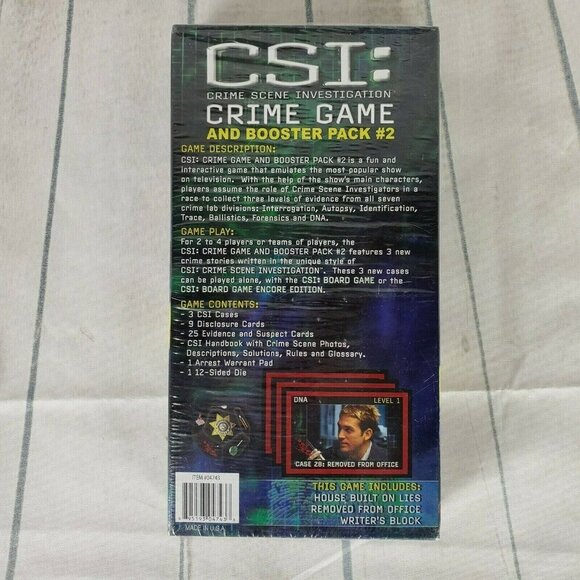 CSI:
CRIME SCENE INVESTIGATION™
CRIME GAME
AND BOOSTER PACK #2
GAME DESCRIPTION:
CSI: CRIME GAME AND BOOSTER PACK #2 is a fun and
interactive game that emulates the most popular show
on television. With the help of the show's main characters,
players assume the role of Crime Scene Investigators in a
race to collect three levels of evidence from all seven
crime lab divisions: Interrogation, Autopsy, Identification,
Trace, Ballistics, Forensics and DNA.
GAME PLAY:
For 2 to 4 players or teams of players, the
CSI: CRIME GAME AND BOOSTER PACK #2 features 3 new
crime stories written in the unique style of
CSI: CRIME SCENE INVESTIGATION™. These 3 new cases
can be played alone, with the CSI: BOARD GAME or the
CSI: BOARD GAME ENCORE EDITION.
GAME CONTENTS:
- 3 CSI Cases
- 9 Disclosure Cards
- 25 Evidence and Suspect Cards
- CSI Handbook with Crime Scene Photos,
Descriptions, Solutions, Rules and Glossary.
- 1 Arrest Warrant Pad
- 1 12-Sided Die
DNA LEVEL 1
CASE 28: REMOVED FROM OFFICE
ITEM #04743
MADE IN U.S.A.
THIS GAME INCLUDES:
HOUSE BUILT ON LIES
REMOVED FROM OFFICE
WRITER'S BLOCK